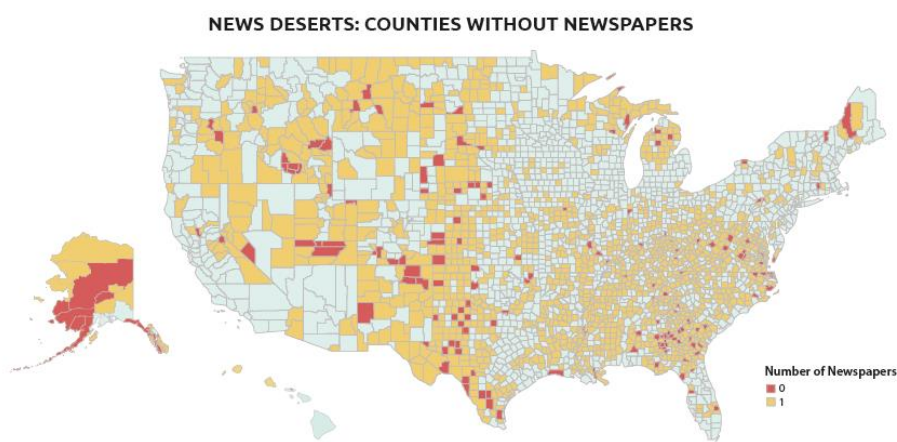 NEWS DESERTS: COUNTIES WITHOUT NEWSPAPERS
Number of Newspapers
0
1